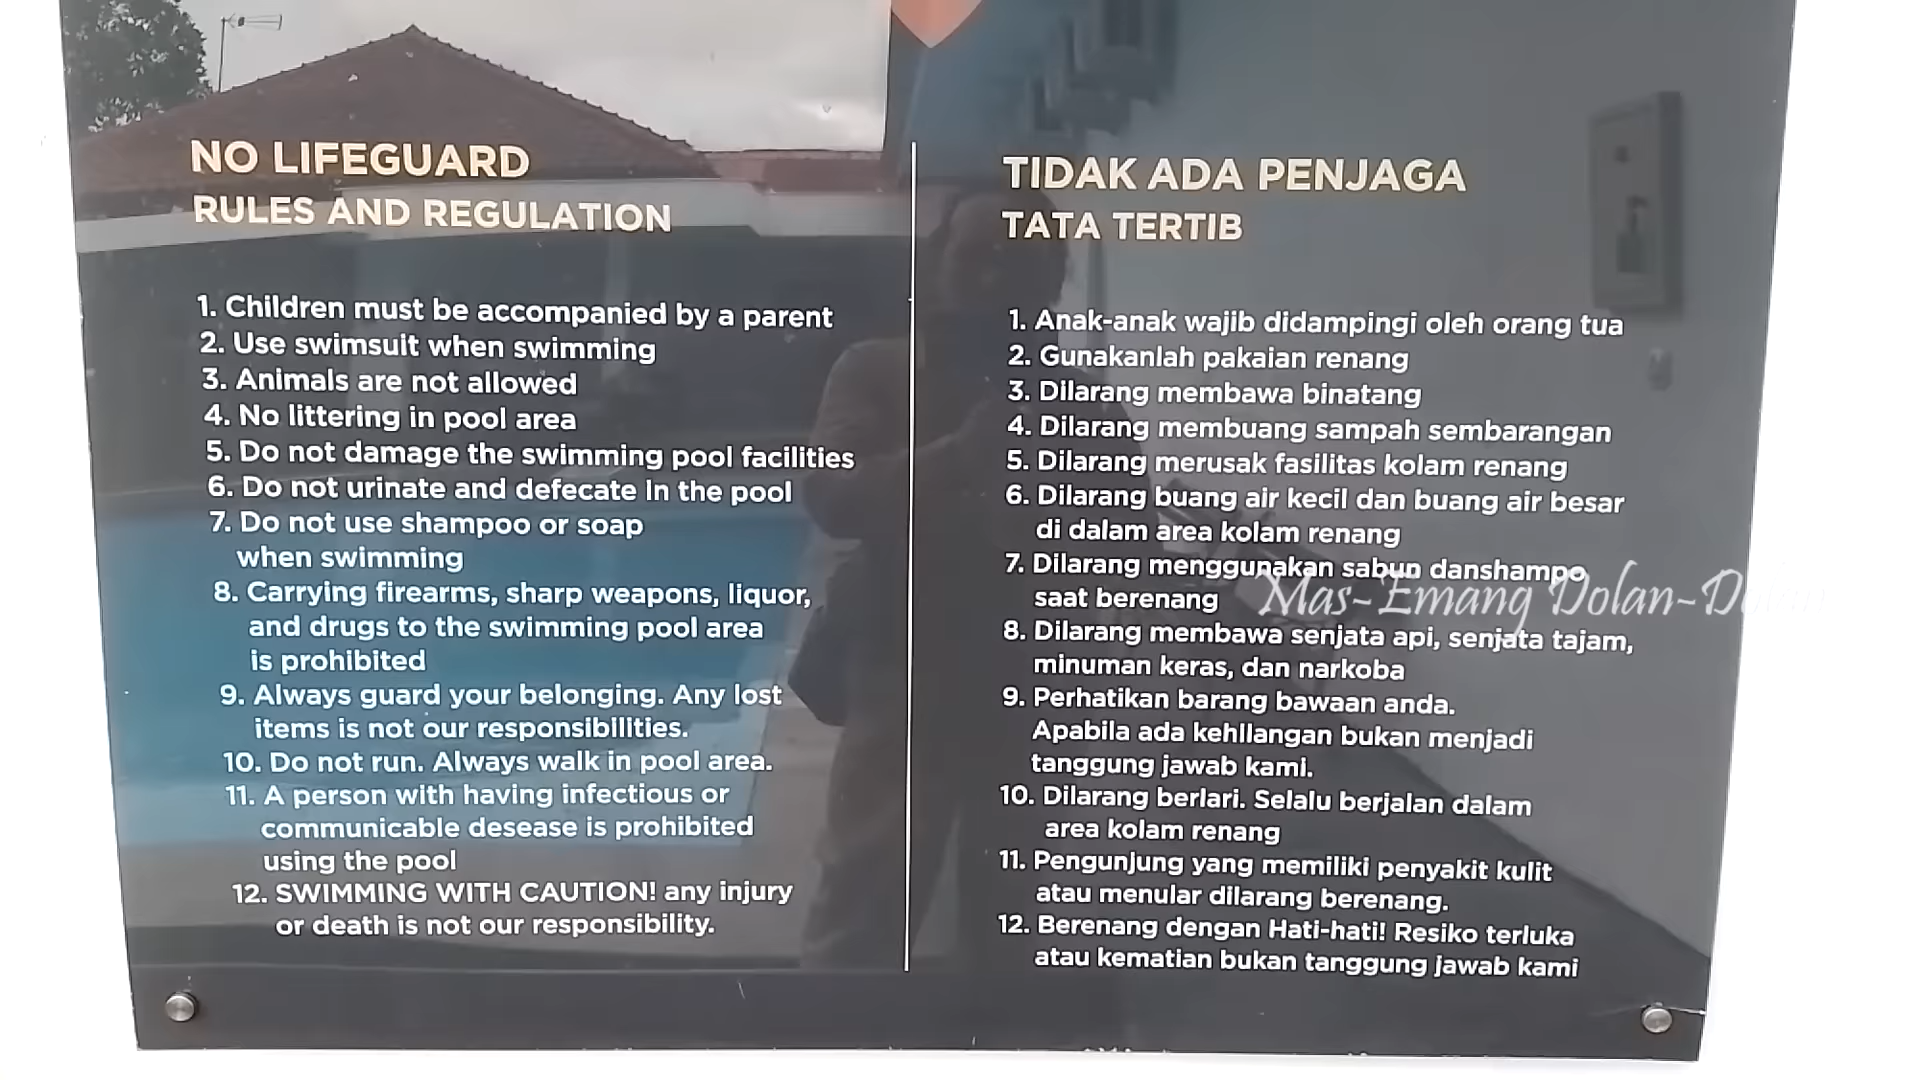 NO LIFEGUARD
RULES AND REGULATION
1. Children must be accompanied by a parent
2. Use swimsuit when swimming
3. Animals are not allowed
4. No littering in pool area
5. Do not damage the swimming pool facilities
6. Do not urinate and defecate in the pool
7. Do not use shampoo or soap
when swimming
8. Carrying firearms, sharp weapons, liquor,
and drugs to the swimming pool area
is prohibited
9. Always guard your belonging. Any lost
items is not our responsibilities.
10. Do not run. Always walk in pool area.
11. A person with having infectious or
communicable desease is prohibited
using the pool
12. SWIMMING WITH CAUTION! any injury
or death is not our responsibility.
TIDAK ADA PENJAGA
TATA TERTIB
1. Anak-anak wajib didampingi oleh orang tua
2. Gunakanlah pakaian renang
3. Dilarang membawa binatang
4. Dilarang membuang sampah sembarangan
5. Dilarang merusak fasilitas kolam renang
6. Dilarang buang air kecil dan buang air besar
di dalam area kolam renang
7. Dilarang menggunakan sabun danshampo
saat berenang
8. Dilarang membawa senjata api, senjata tajam,
minuman keras, dan narkoba
9. Perhatikan barang bawaan anda.
Apabila ada kehilangan bukan menjadi
tanggung jawab kami.
10. Dilarang berlari. Selalu berjalan dalam
area kolam renang
11. Pengunjung yang memiliki penyakit kulit
atau menular dilarang berenang.
12. Berenang dengan Hati-hati! Resiko terluka
atau kematian bukan tanggung jawab kami
Mas-Emang Dolan-